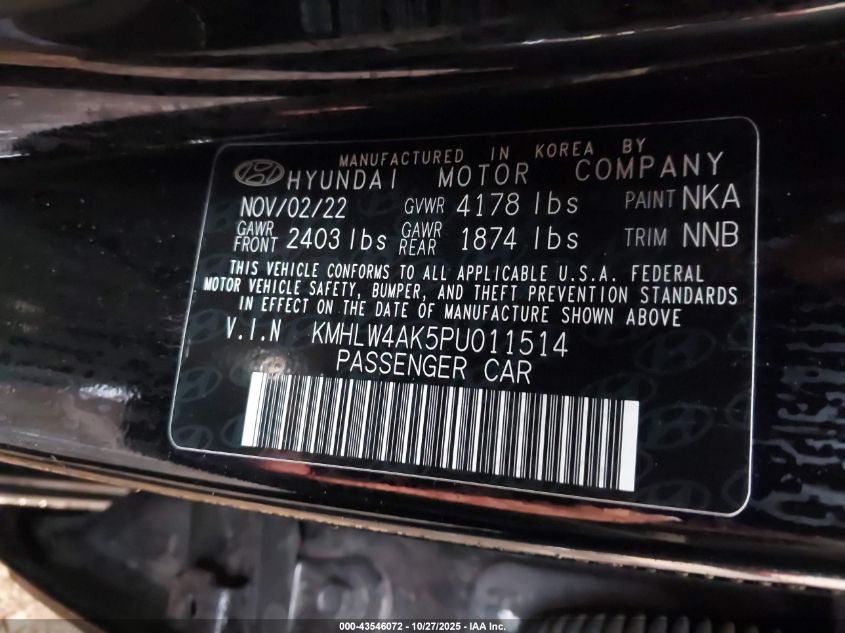 MANUFACTURED IN KOREA BY
HYUNDAI MOTOR COMPANY
NOV/02/22 GVWR 4178 lbs PAINT NKA
GAWR FRONT 2403 lbs GAWR REAR 1874 lbs TRIM NNB
THIS VEHICLE CONFORMS TO ALL APPLICABLE U.S.A. FEDERAL
MOTOR VEHICLE SAFETY, BUMPER, AND THEFT PREVENTION STANDARDS
IN EFFECT ON THE DATE OF MANUFACTURE SHOWN ABOVE
V.I.N KMHLW4AK5PU011514
PASSENGER CAR
000-43546072 - 10/27/2025 - IAA Inc.